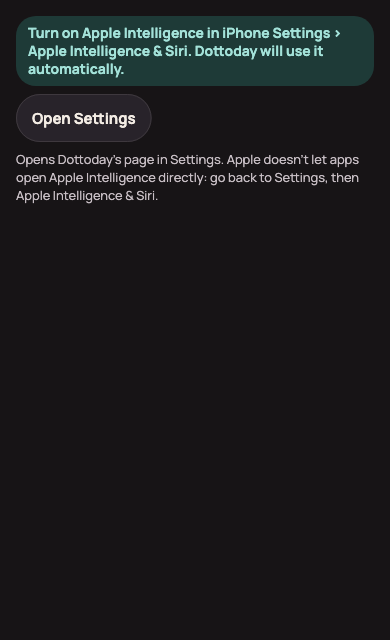 Turn on Apple Intelligence in iPhone Settings ›
Apple Intelligence & Siri. Dottoday will use it
automatically.
Open Settings
Opens Dottoday's page in Settings. Apple doesn't let apps
open Apple Intelligence directly: go back to Settings, then
Apple Intelligence & Siri.